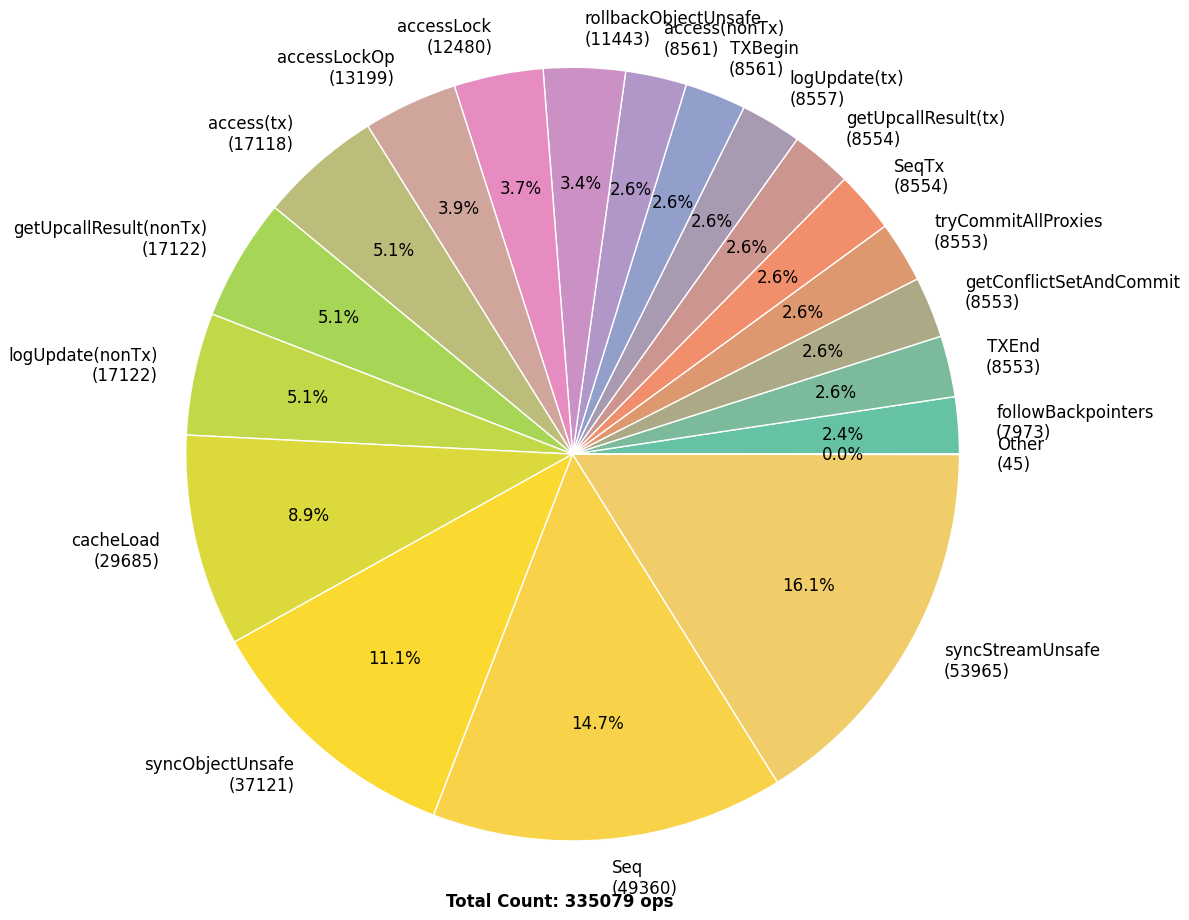 rollbackObjectUnsafe
(11443)
access(nonTx)
(8561)
TXBegin
(8561)
logUpdate(tx)
(8557)
getUpcallResult(tx)
(8554)
SeqTx
(8554)
tryCommitAllProxies
(8553)
getConflictSetAndCommit
(8553)
TXEnd
(8553)
followBackpointers
(7973)
Other
(45)
syncStreamUnsafe
(53965)
Seq
(49360)
syncObjectUnsafe
(37121)
cacheLoad
(29685)
logUpdate(nonTx)
(17122)
getUpcallResult(nonTx)
(17122)
access(tx)
(17118)
accessLockOp
(13199)
accessLock
(12480)
3.4%
2.6%
2.6%
2.6%
2.6%
2.6%
2.6%
2.6%
2.6%
2.4%
0.0%
16.1%
14.7%
11.1%
8.9%
5.1%
5.1%
5.1%
3.9%
3.7%
Total Count: 335079 ops